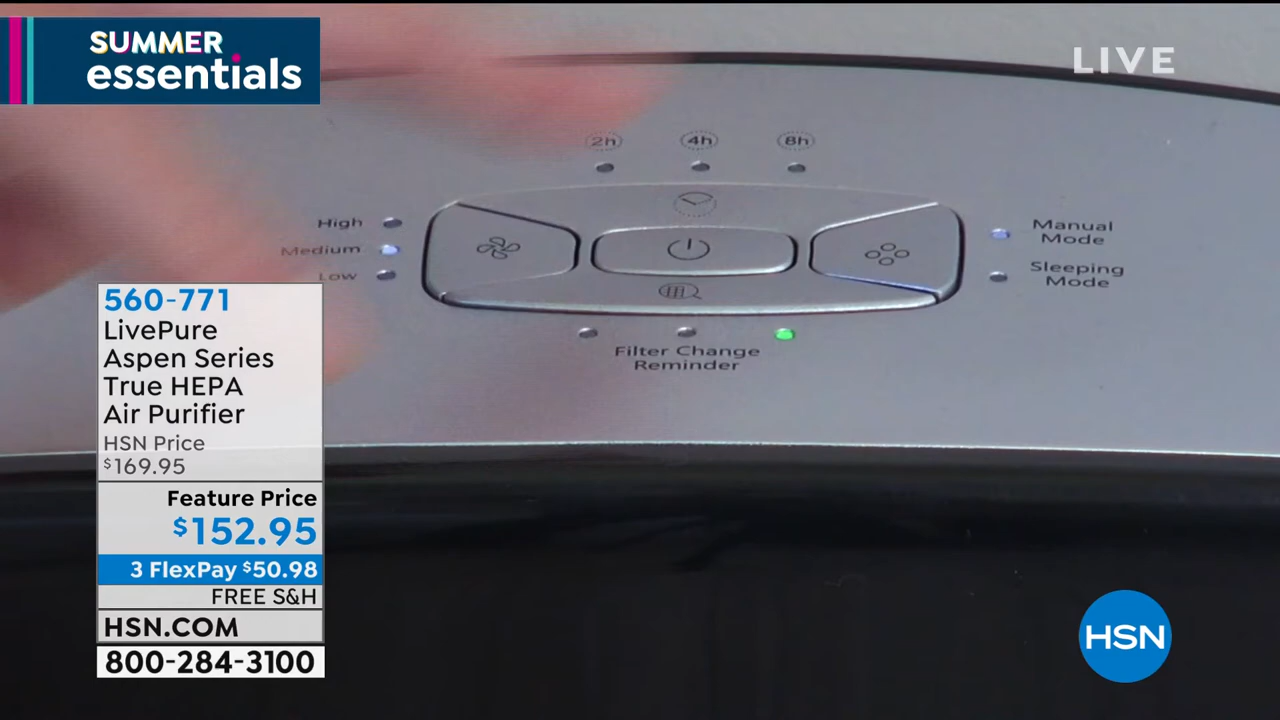 SUMMER
essentials
LIVE
2h 4h 8h
High
Medium
Low
Manual
Mode
Sleeping
Mode
Filter Change
Reminder
560-771
LivePure
Aspen Series
True HEPA
Air Purifier
HSN Price
$169.95
Feature Price
$152.95
3 FlexPay $50.98
FREE S&H
HSN.COM
800-284-3100
HSN